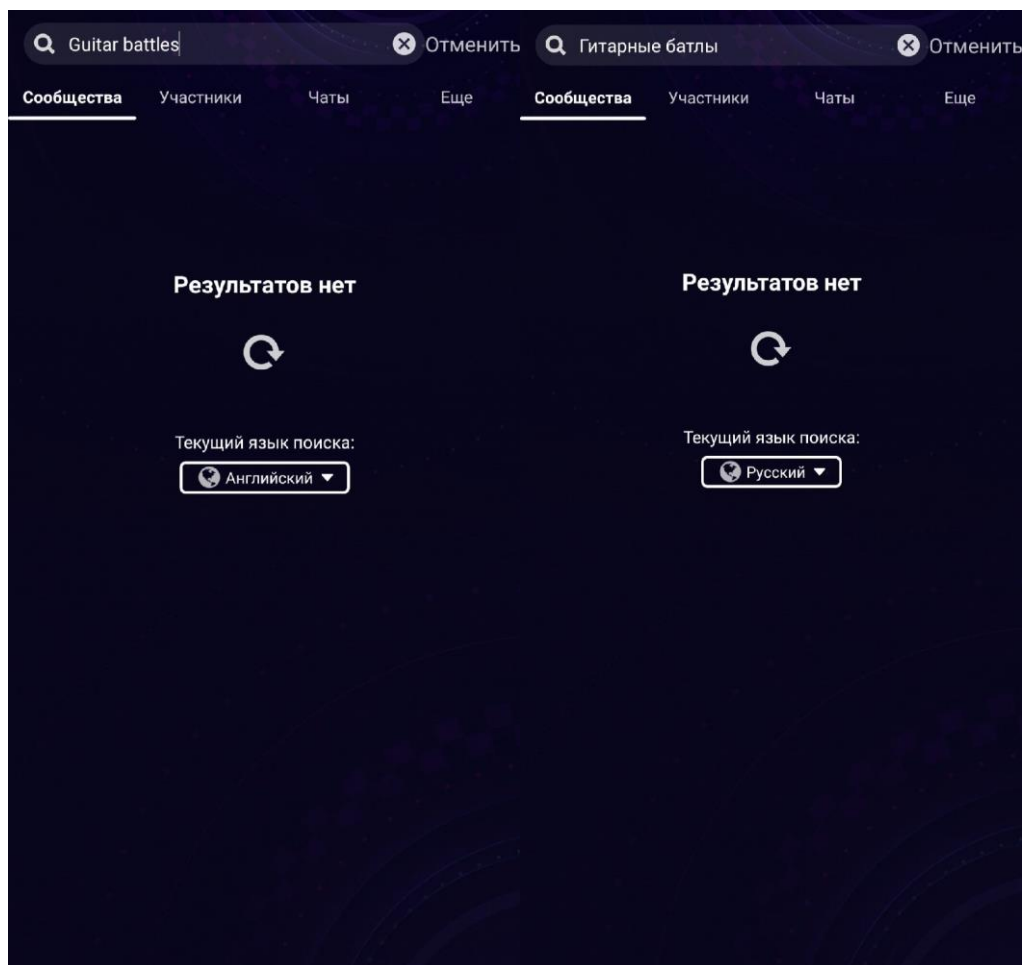 Guitar battles
Отменить
Сообщества Участники Чаты Еще
Результатов нет
Текущий язык поиска:
Английский
Гитарные батлы
Отменить
Сообщества Участники Чаты Еще
Результатов нет
Текущий язык поиска:
Русский